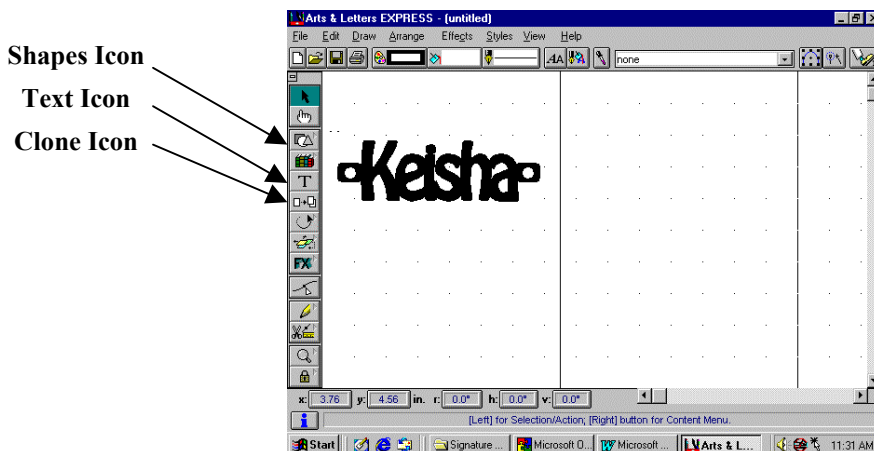 Arts & Letters EXPRESS - (untitled)
File Edit Draw Arrange Effects Styles View Help
AA none
Shapes Icon
Text Icon
Clone Icon
T
FX
Keisha
x: 3.76 y: 4.56 in. r: 0.0° h: 0.0° v: 0.0°
i [Left] for Selection/Action; [Right] button for Content Menu.
Start Signature ... Microsoft O... Microsoft ... Arts & L... 11:31 AM